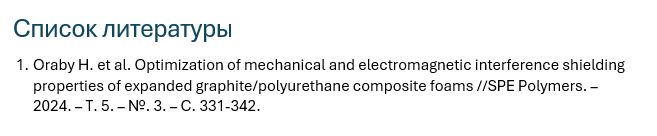 Список литературы
1. Oraby H. et al. Optimization of mechanical and electromagnetic interference shielding
properties of expanded graphite/polyurethane composite foams //SPE Polymers. –
2024. – Т. 5. – №. 3. – С. 331-342.